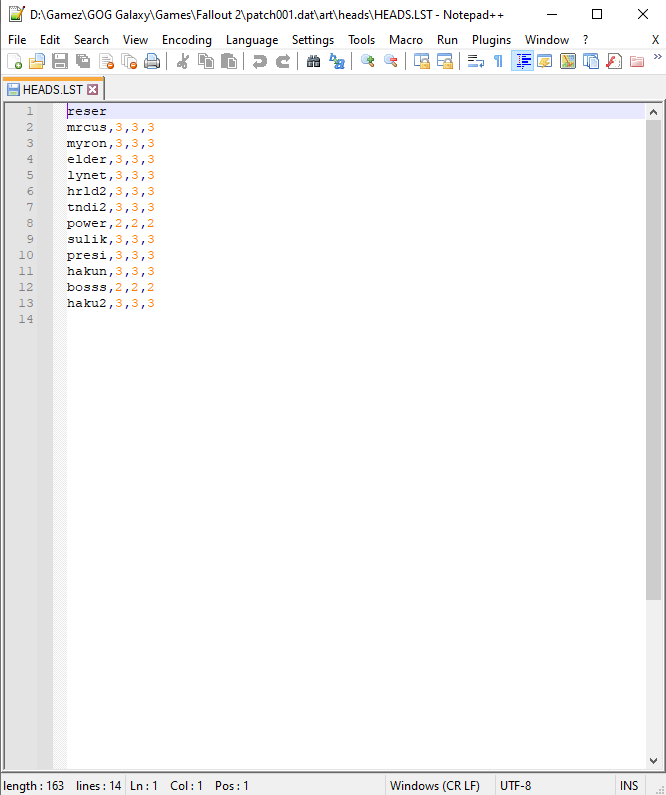 D:\Gamez\GOG Galaxy\Games\Fallout 2\patch001.dat\art\heads\HEADS.LST - Notepad++
File Edit Search View Encoding Language Settings Tools Macro Run Plugins Window ? X
HEADS.LST
1 reser
2 mrcus,3,3,3
3 myron,3,3,3
4 elder,3,3,3
5 lynet,3,3,3
6 hrld2,3,3,3
7 tndi2,3,3,3
8 power,2,2,2
9 sulik,3,3,3
10 presi,3,3,3
11 hakun,3,3,3
12 bosss,2,2,2
13 haku2,3,3,3
14
length : 163 lines : 14 Ln : 1 Col : 1 Pos : 1 Windows (CR LF) UTF-8 INS